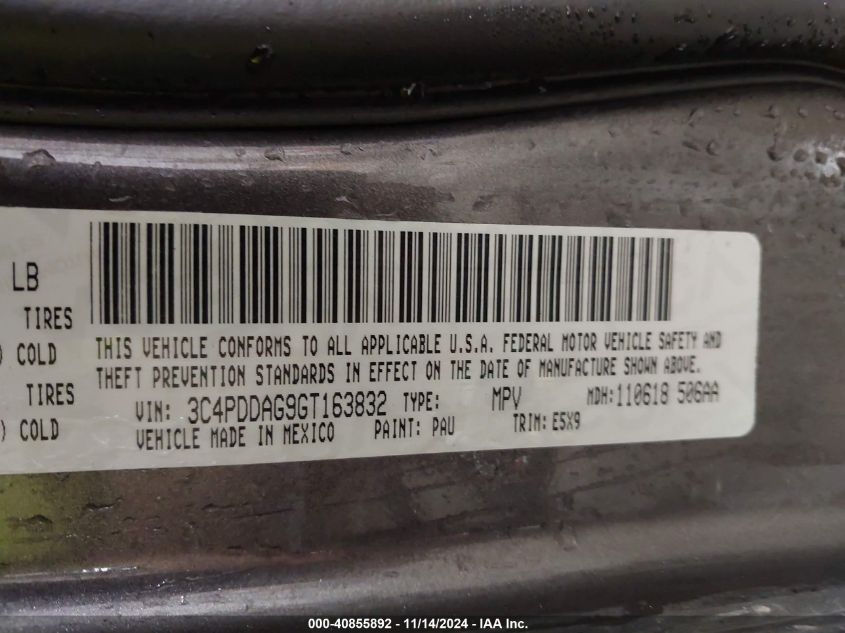 LB
TIRES
) COLD
TIRES
) COLD
THIS VEHICLE CONFORMS TO ALL APPLICABLE U.S.A. FEDERAL MOTOR VEHICLE SAFETY AND
THEFT PREVENTION STANDARDS IN EFFECT ON THE DATE OF MANUFACTURE SHOWN ABOVE.
VIN: 3C4PDDAG9GT163832 TYPE: MPV MDH:110618 506AA
VEHICLE MADE IN MEXICO PAINT: PAU TRIM: E5X9
000-40855892 - 11/14/2024 - IAA Inc.